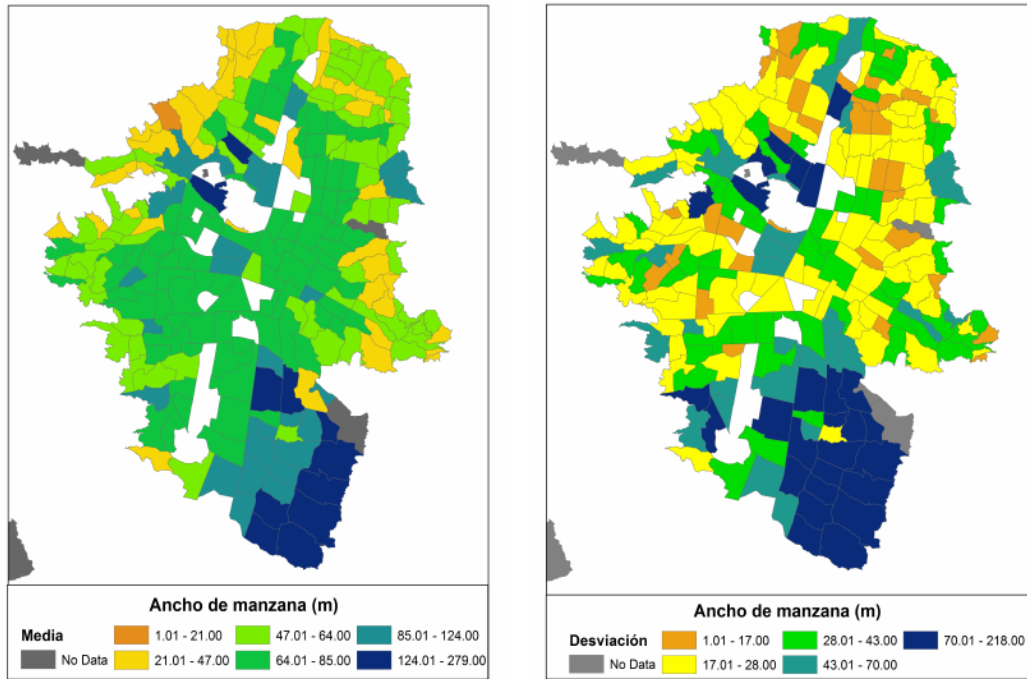 Ancho de manzana (m)
Media
1.01 - 21.00
47.01 - 64.00
85.01 - 124.00
No Data
21.01 - 47.00
64.01 - 85.00
124.01 - 279.00
Ancho de manzana (m)
Desviación
1.01 - 17.00
28.01 - 43.00
70.01 - 218.00
No Data
17.01 - 28.00
43.01 - 70.00